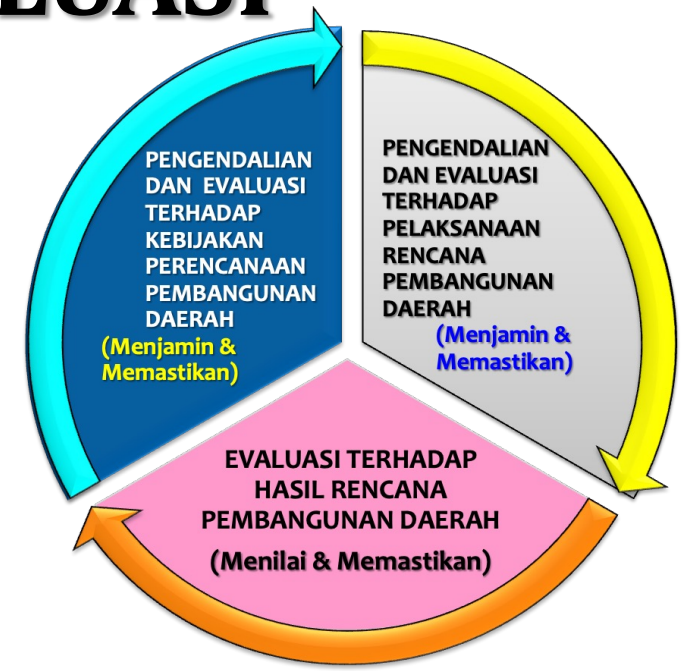 PENGENDALIAN
DAN EVALUASI
TERHADAP
KEBIJAKAN
PERENCANAAN
PEMBANGUNAN
DAERAH
(Menjamin &
Memastikan)
PENGENDALIAN
DAN EVALUASI
TERHADAP
PELAKSANAAN
RENCANA
PEMBANGUNAN
DAERAH
(Menjamin &
Memastikan)
EVALUASI TERHADAP
HASIL RENCANA
PEMBANGUNAN DAERAH
(Menilai & Memastikan)